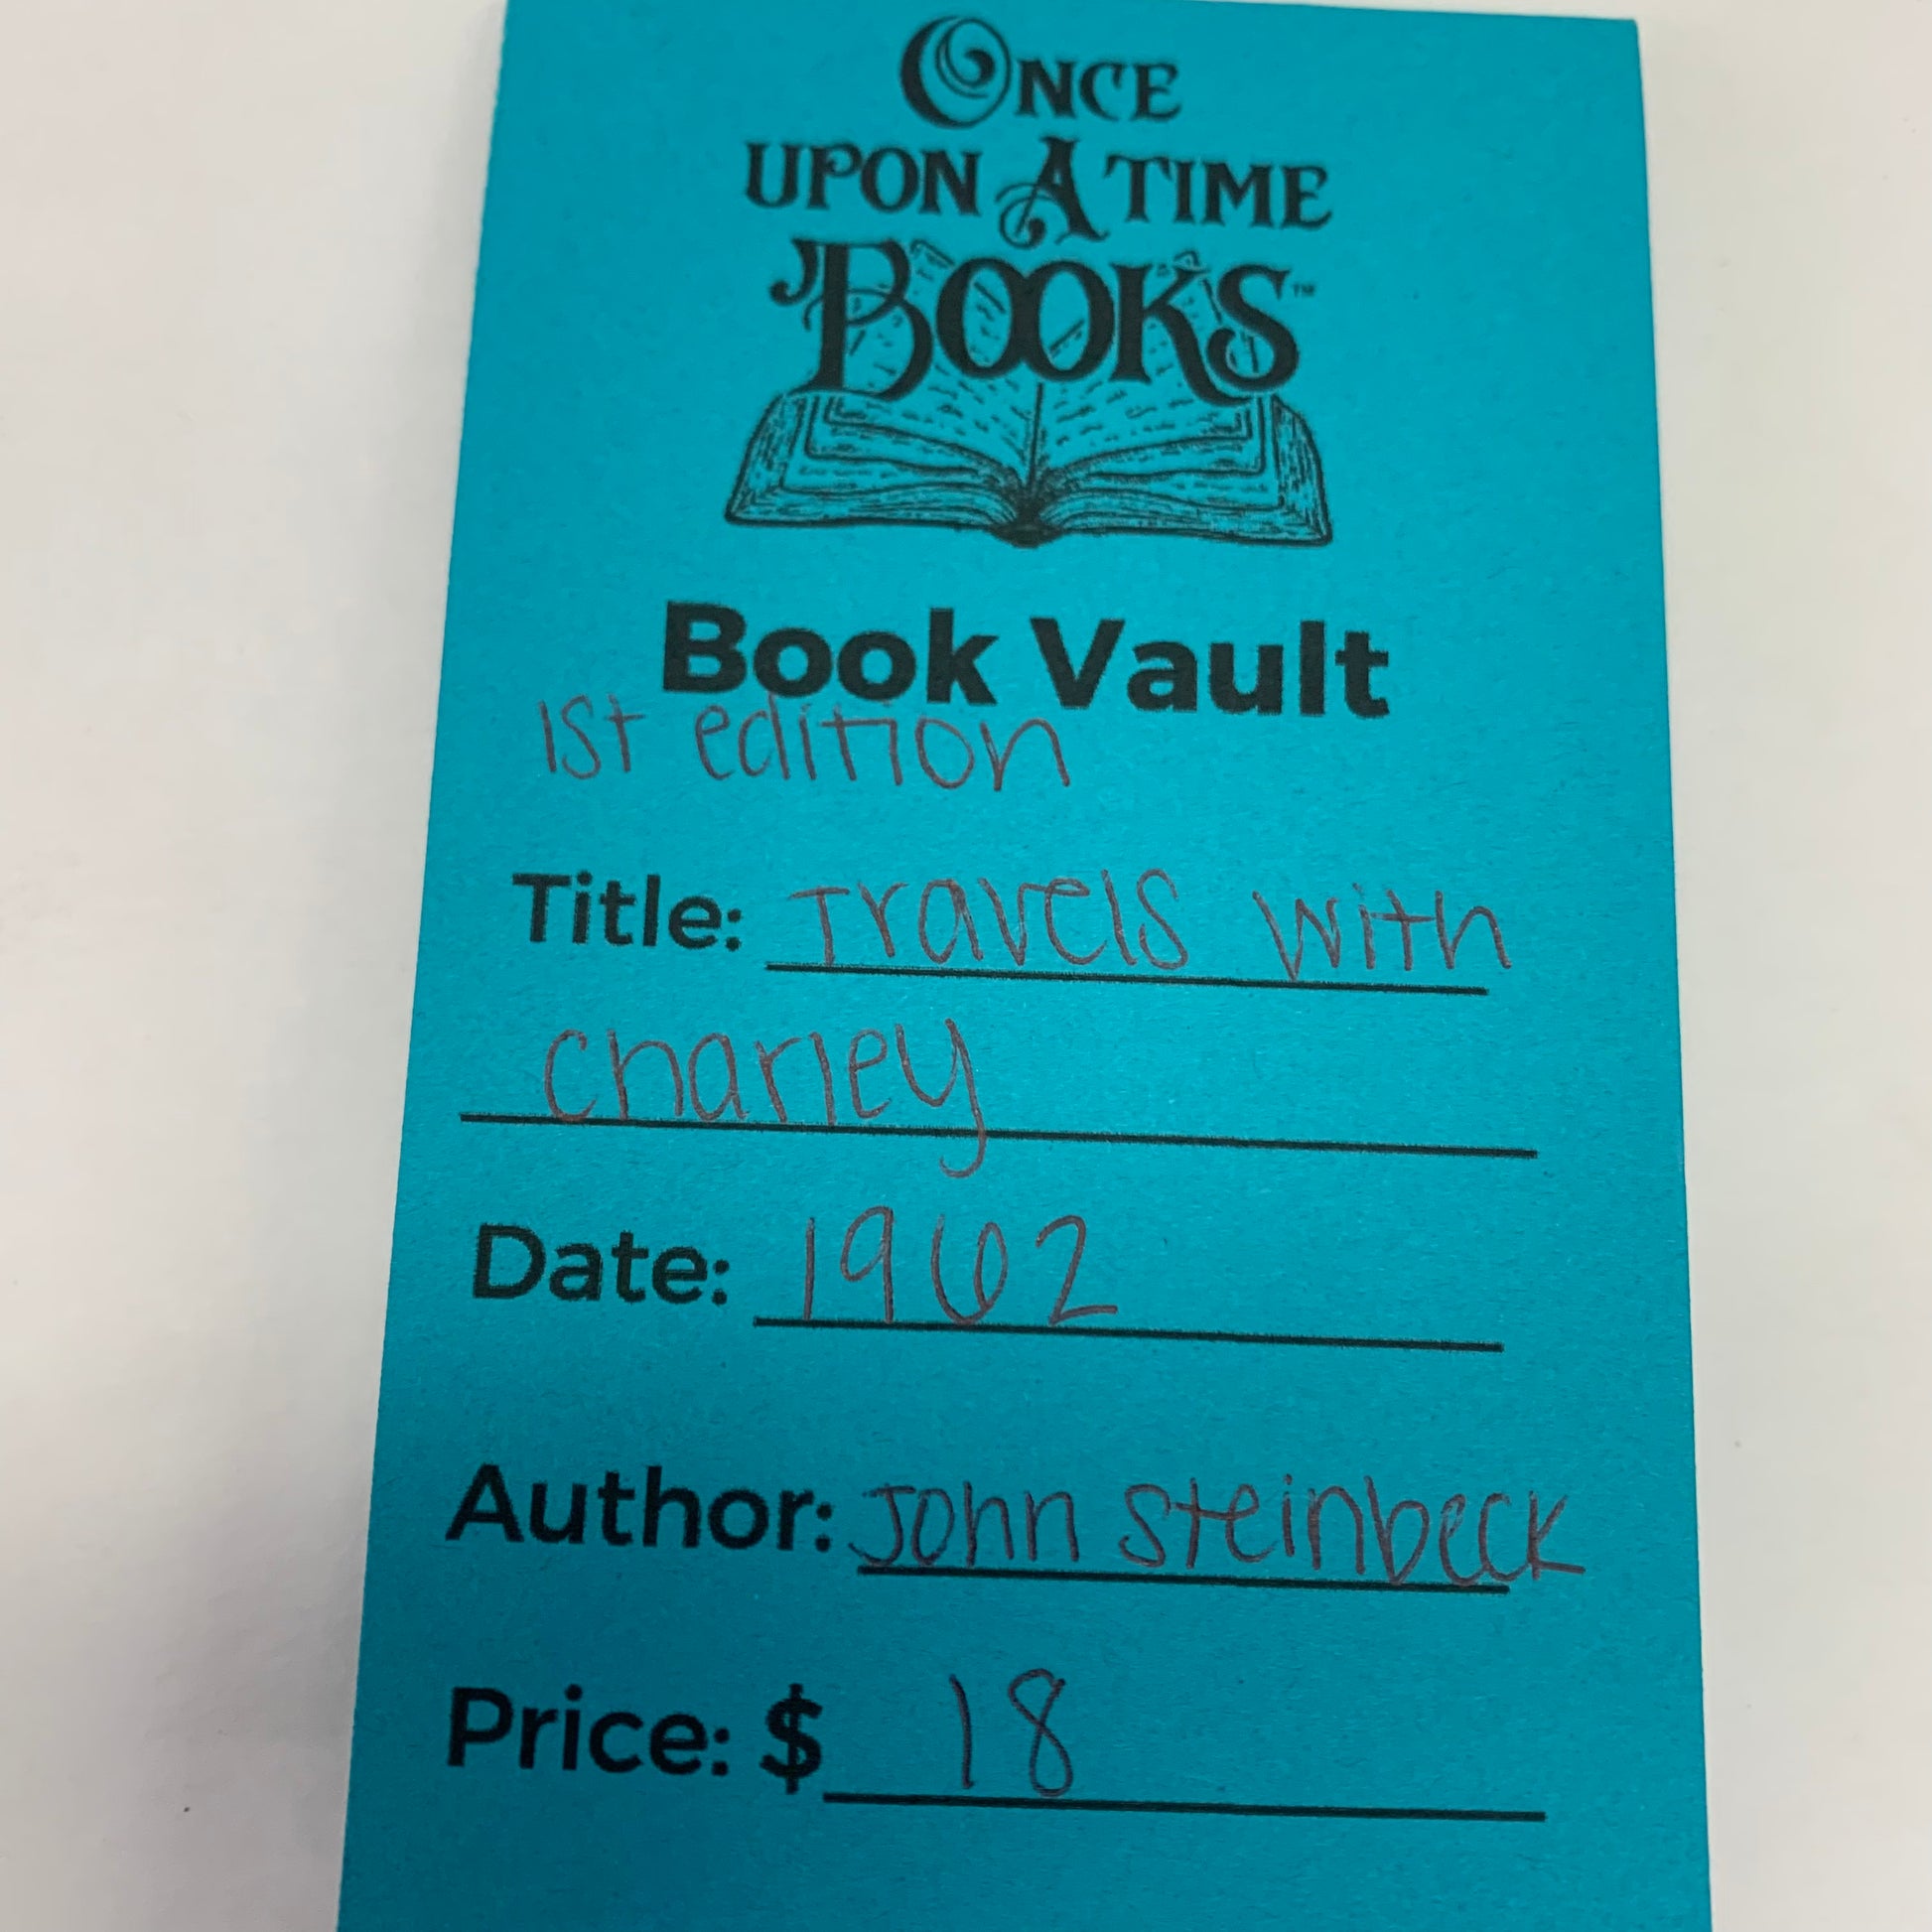 ONCE
UPON A TIME
BOOKS™
Book Vault
1st edition
Title: Travels with
charley
Date: 1962
Author: John Steinbeck
Price: $ 18